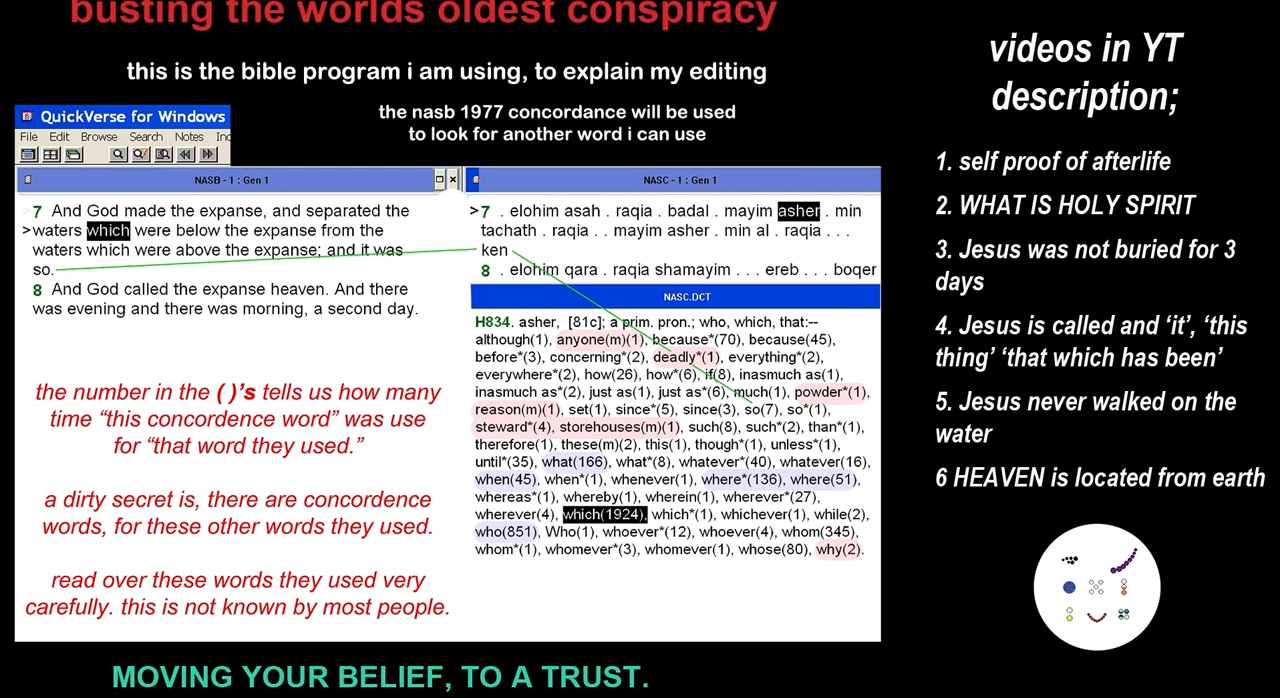 busting the worlds oldest conspiracy
this is the bible program i am using, to explain my editing
the nasb 1977 concordance will be used
to look for another word i can use
QuickVerse for Windows
File Edit Browse Search Notes
NASB - 1 : Gen 1
7 And God made the expanse, and separated the
>waters which were below the expanse from the
waters which were above the expanse; and it was
so.
8 And God called the expanse heaven. And there
was evening and there was morning, a second day.
the number in the ( )'s tells us how many
time “this concordence word” was use
for “that word they used.”
a dirty secret is, there are concordence
words, for these other words they used.
read over these words they used very
carefully. this is not known by most people.
NASC - 1 : Gen 1
>7 . elohim asah . raqia . badal . mayim asher . min
tachath . raqia . . mayim asher . min al . raqia . . .
ken
8 . elohim qara . raqia shamayim . . . ereb . . . boqer
NASC.DCT
H834. asher, [81c]; a prim. pron.; who, which, that:--
although(1), anyone(m)(1), because*(70), because(45),
before*(3), concerning*(2), deadly*(1), everything*(2),
everywhere*(2), how(26), how*(6), if(8), inasmuch as(1),
inasmuch as*(2), just as(1), just as*(6), much(1), powder*(1),
reason(m)(1), set(1), since*(5), since(3), so(7), so*(1),
steward*(4), storehouses(m)(1), such(8), such*(2), than*(1),
therefore(1), these(m)(2), this(1), though*(1), unless*(1),
until*(35), what(166), what*(8), whatever*(40), whatever(16),
when(45), when*(1), whenever(1), where*(136), where(51),
whereas*(1), whereby(1), wherein(1), wherever*(27),
wherever(4), which(1924), which*(1), whichever(1), while(2),
who(851), Who(1), whoever*(12), whoever(4), whom(345),
whom*(1), whomever*(3), whomever(1), whose(80), why(2).
MOVING YOUR BELIEF, TO A TRUST.
videos in YT
description;
1. self proof of afterlife
2. WHAT IS HOLY SPIRIT
3. Jesus was not buried for 3
days
4. Jesus is called and ‘it’, ‘this
thing’ ‘that which has been’
5. Jesus never walked on the
water
6 HEAVEN is located from earth